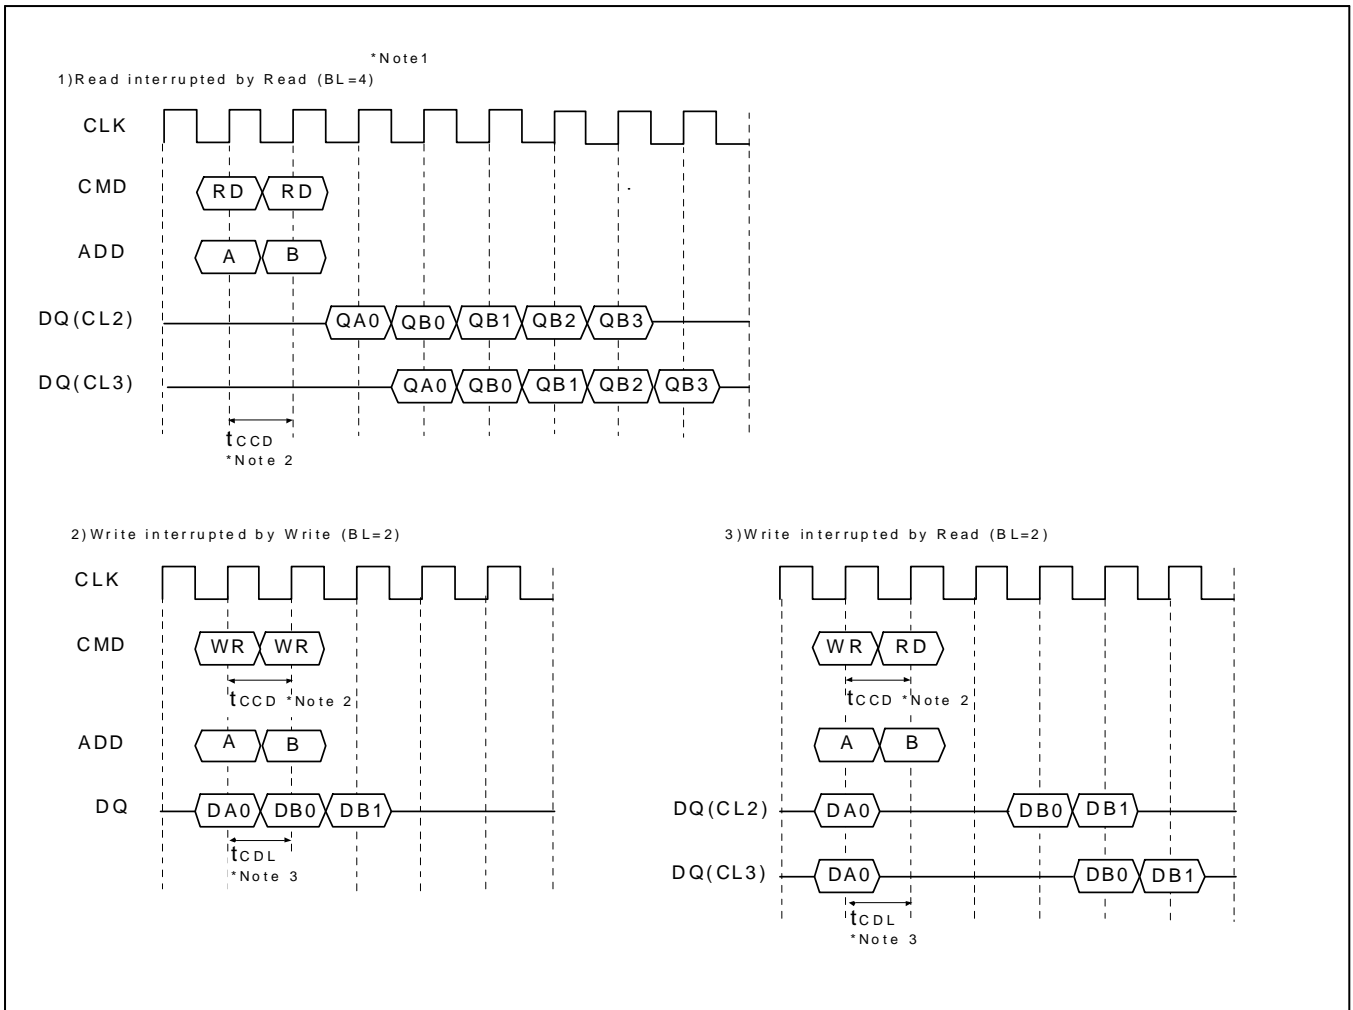 *Note1
1)Read interrupted by Read (BL=4)
CLK
CMD RD RD
ADD A B
DQ(CL2) QA0 QB0 QB1 QB2 QB3
DQ(CL3) QA0 QB0 QB1 QB2 QB3
tCCD
*Note 2
2)Write interrupted by Write (BL=2)
CLK
CMD WR WR
tCCD *Note 2
ADD A B
DQ DA0 DB0 DB1
tCDL
*Note 3
3)Write interrupted by Read (BL=2)
WR RD
tCCD *Note 2
A B
DQ(CL2) DA0 DB0 DB1
DQ(CL3) DA0 DB0 DB1
tCDL
*Note 3